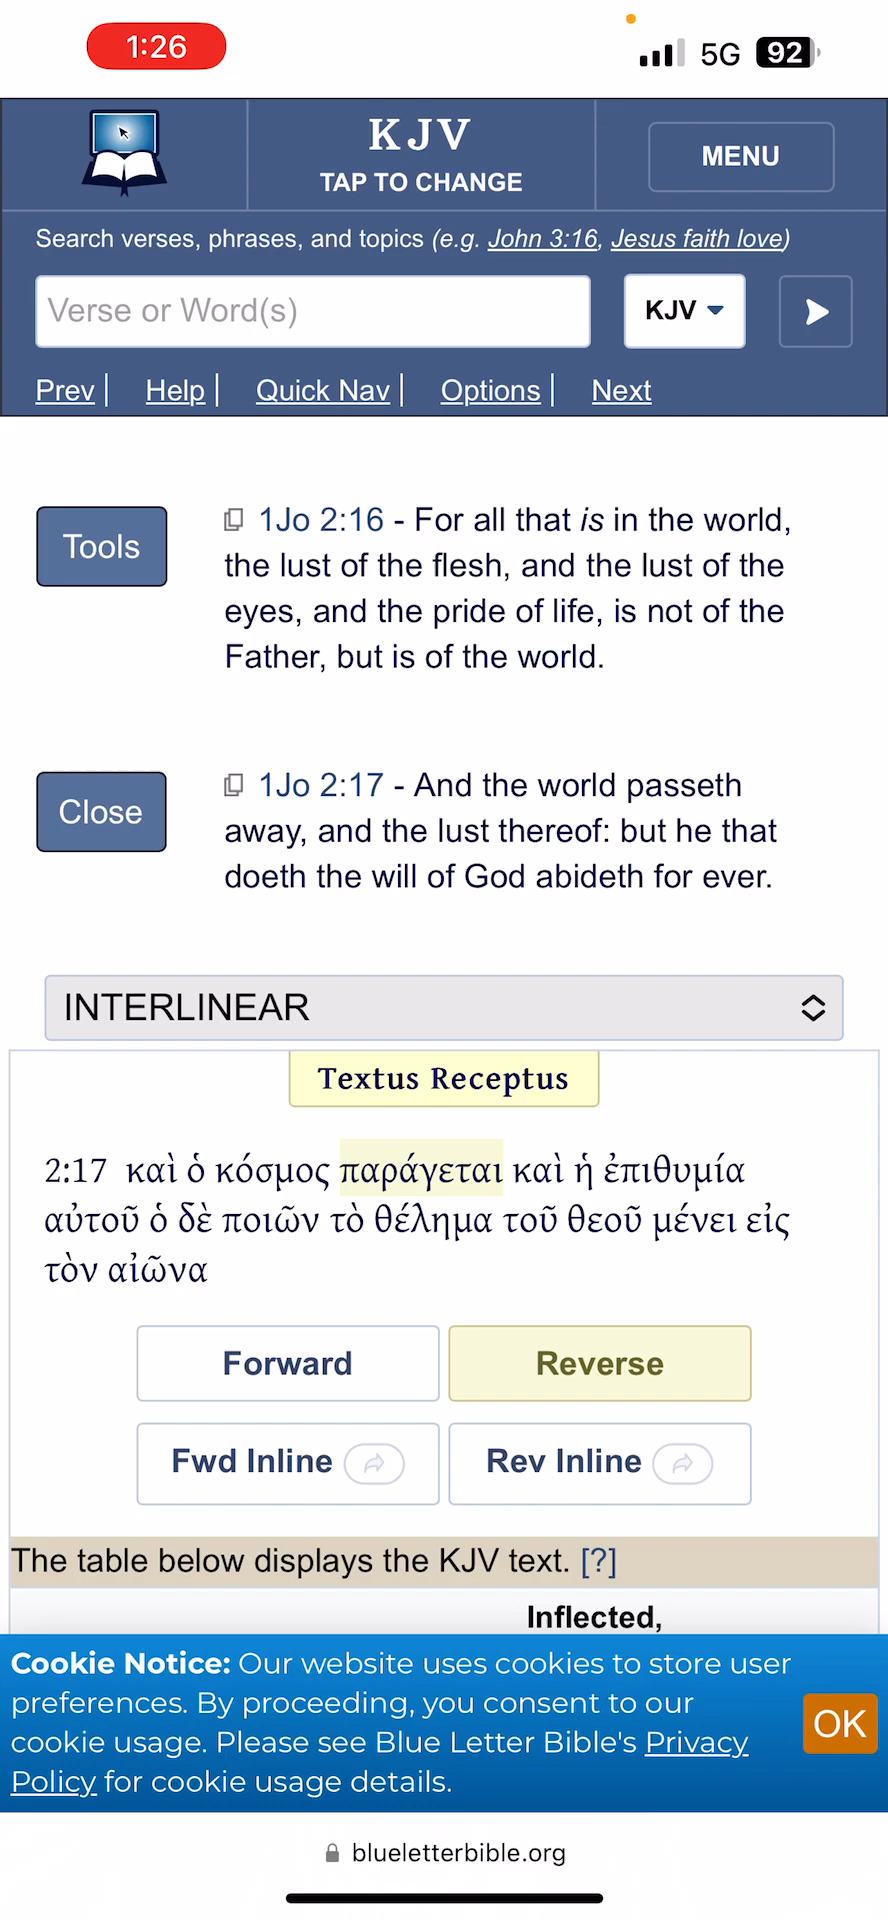 1:26
5G 92
KJV
TAP TO CHANGE
MENU
Search verses, phrases, and topics (e.g. John 3:16, Jesus faith love)
Verse or Word(s)
KJV
Prev | Help | Quick Nav | Options | Next
Tools
1Jo 2:16 - For all that is in the world,
the lust of the flesh, and the lust of the
eyes, and the pride of life, is not of the
Father, but is of the world.
Close
1Jo 2:17 - And the world passeth
away, and the lust thereof: but he that
doeth the will of God abideth for ever.
INTERLINEAR
Textus Receptus
2:17 καὶ ὁ κόσμος παράγεται καὶ ἡ ἐπιθυμία
αὐτοῦ ὁ δὲ ποιῶν τὸ θέλημα τοῦ θεοῦ μένει εἰς
τὸν αἰῶνα
Forward Reverse
Fwd Inline Rev Inline
The table below displays the KJV text. [?]
Inflected,
Cookie Notice: Our website uses cookies to store user
preferences. By proceeding, you consent to our
cookie usage. Please see Blue Letter Bible's Privacy
Policy for cookie usage details.
OK
blueletterbible.org